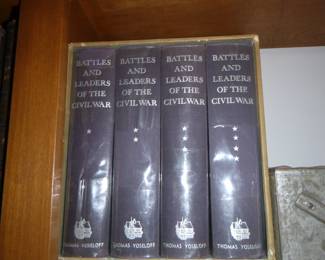 BATTLES
AND
LEADERS
OF THE
CIVIL WAR
THOMAS YOSELOFF
BATTLES
AND
LEADERS
OF THE
CIVIL WAR
THOMAS YOSELOFF
BATTLES
AND
LEADERS
OF THE
CIVIL WAR
THOMAS YOSELOFF
BATTLES
AND
LEADERS
OF THE
CIVIL WAR
THOMAS YOSELOFF